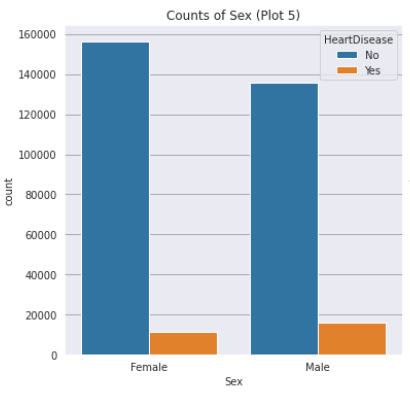 Counts of Sex (Plot 5)
HeartDisease
No
Yes
160000
140000
120000
100000
80000
60000
40000
20000
0
count
Female
Male
Sex